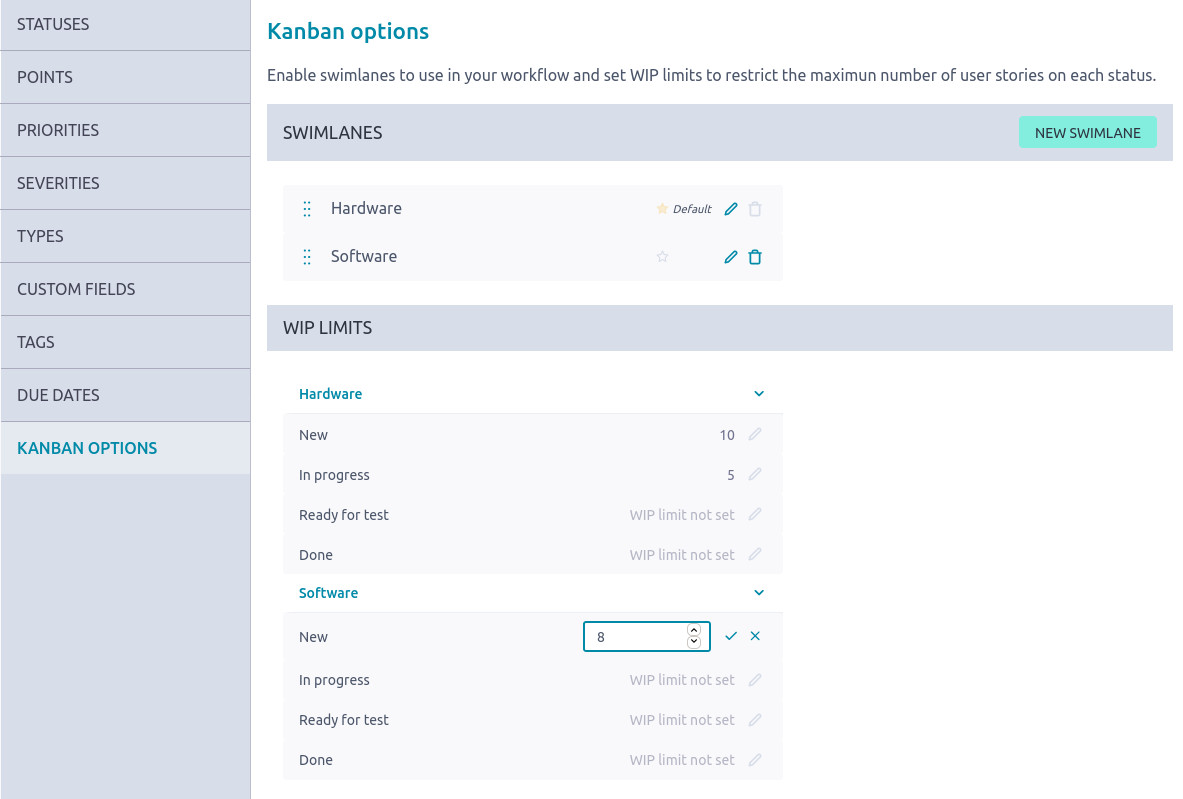 STATUSES
POINTS
PRIORITIES
SEVERITIES
TYPES
CUSTOM FIELDS
TAGS
DUE DATES
KANBAN OPTIONS
Kanban options
Enable swimlanes to use in your workflow and set WIP limits to restrict the maximun number of user stories on each status.
SWIMLANES
NEW SWIMLANE
Hardware Default
Software
WIP LIMITS
Hardware
New 10
In progress 5
Ready for test WIP limit not set
Done WIP limit not set
Software
New 8
In progress WIP limit not set
Ready for test WIP limit not set
Done WIP limit not set